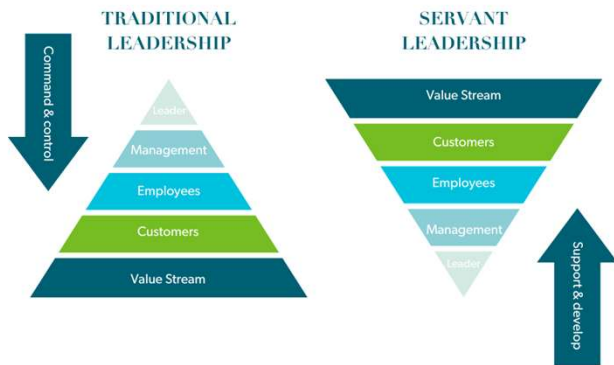 TRADITIONAL
LEADERSHIP
Command & control
Leader
Management
Employees
Customers
Value Stream
SERVANT
LEADERSHIP
Value Stream
Customers
Employees
Management
Leader
Support & develop